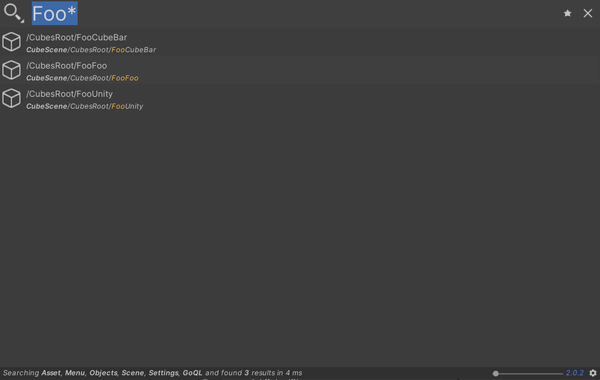 Foo*
/CubesRoot/FooCubeBar
CubeScene/CubesRoot/FooCubeBar
/CubesRoot/FooFoo
CubeScene/CubesRoot/FooFoo
/CubesRoot/FooUnity
CubeScene/CubesRoot/FooUnity
Searching Asset, Menu, Objects, Scene, Settings, GoQL and found 3 results in 4 ms 2.0.2